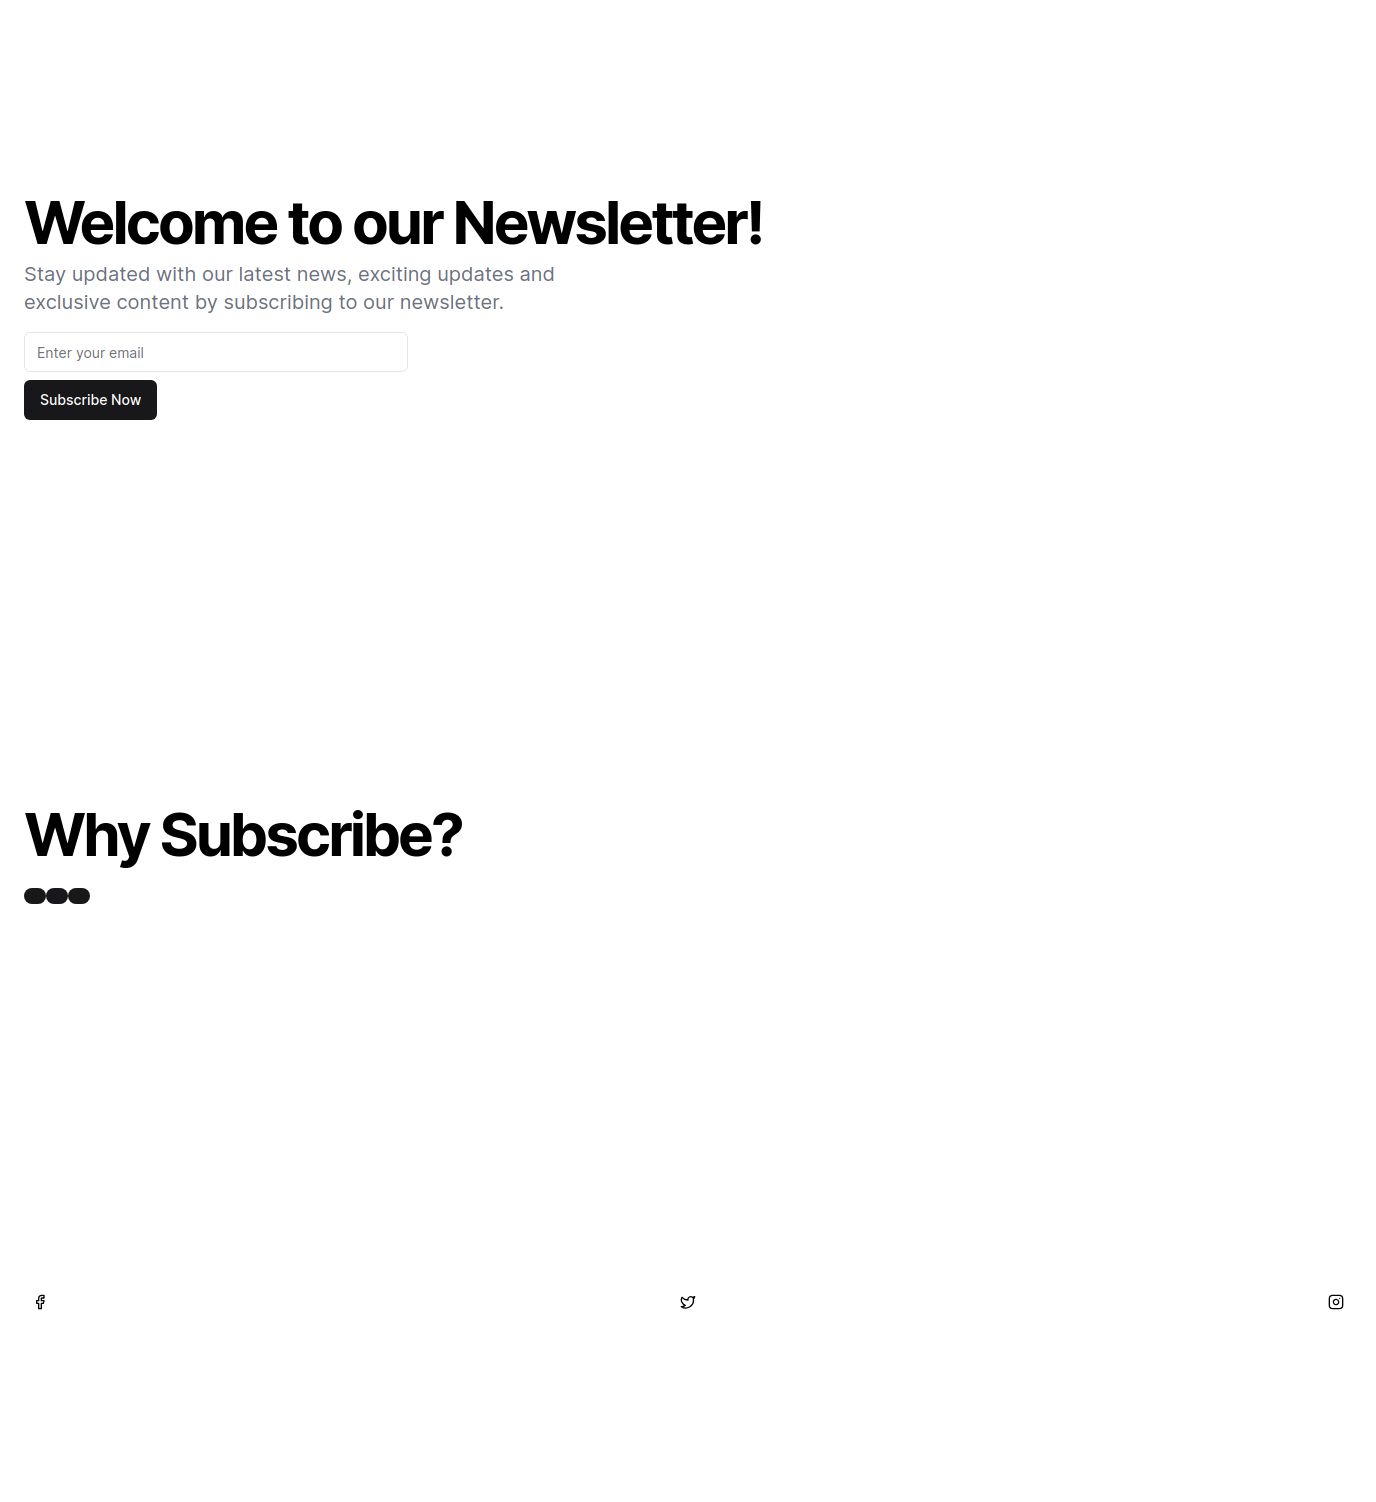 Welcome to our Newsletter!
Stay updated with our latest news, exciting updates and
exclusive content by subscribing to our newsletter.
Enter your email
Subscribe Now
Why Subscribe?